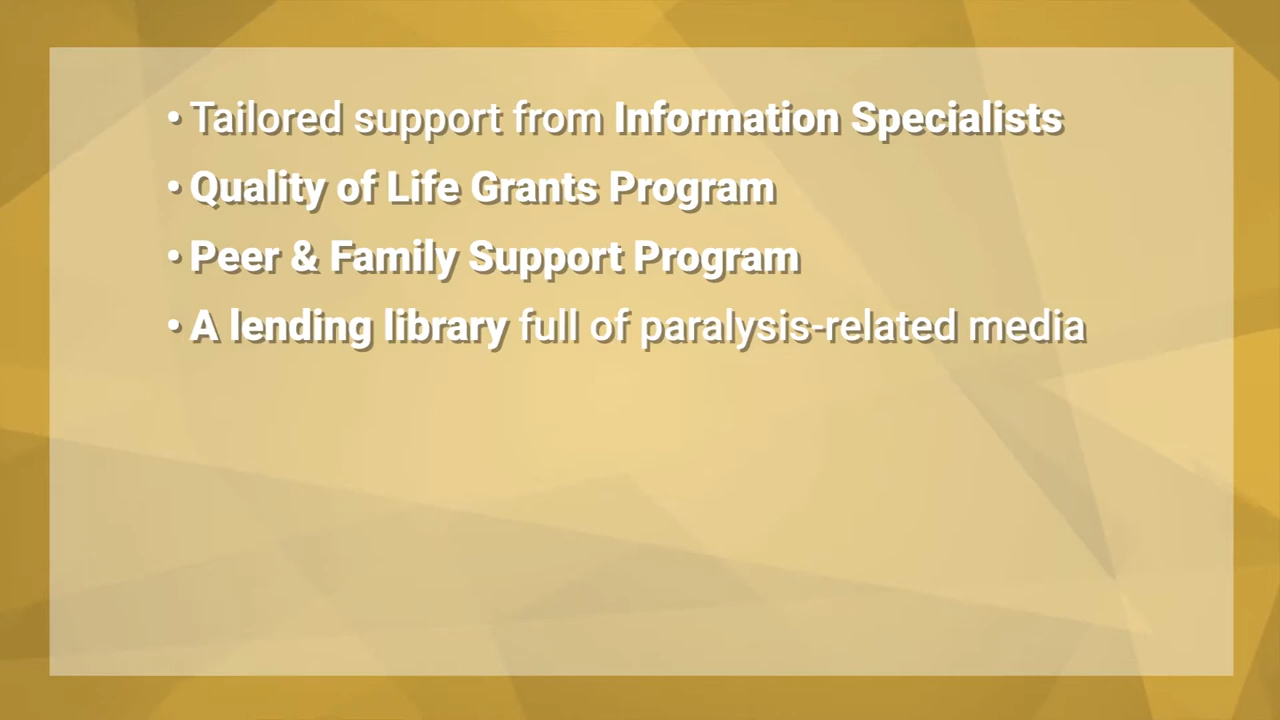 • Tailored support from Information Specialists
• Quality of Life Grants Program
• Peer & Family Support Program
• A lending library full of paralysis-related media